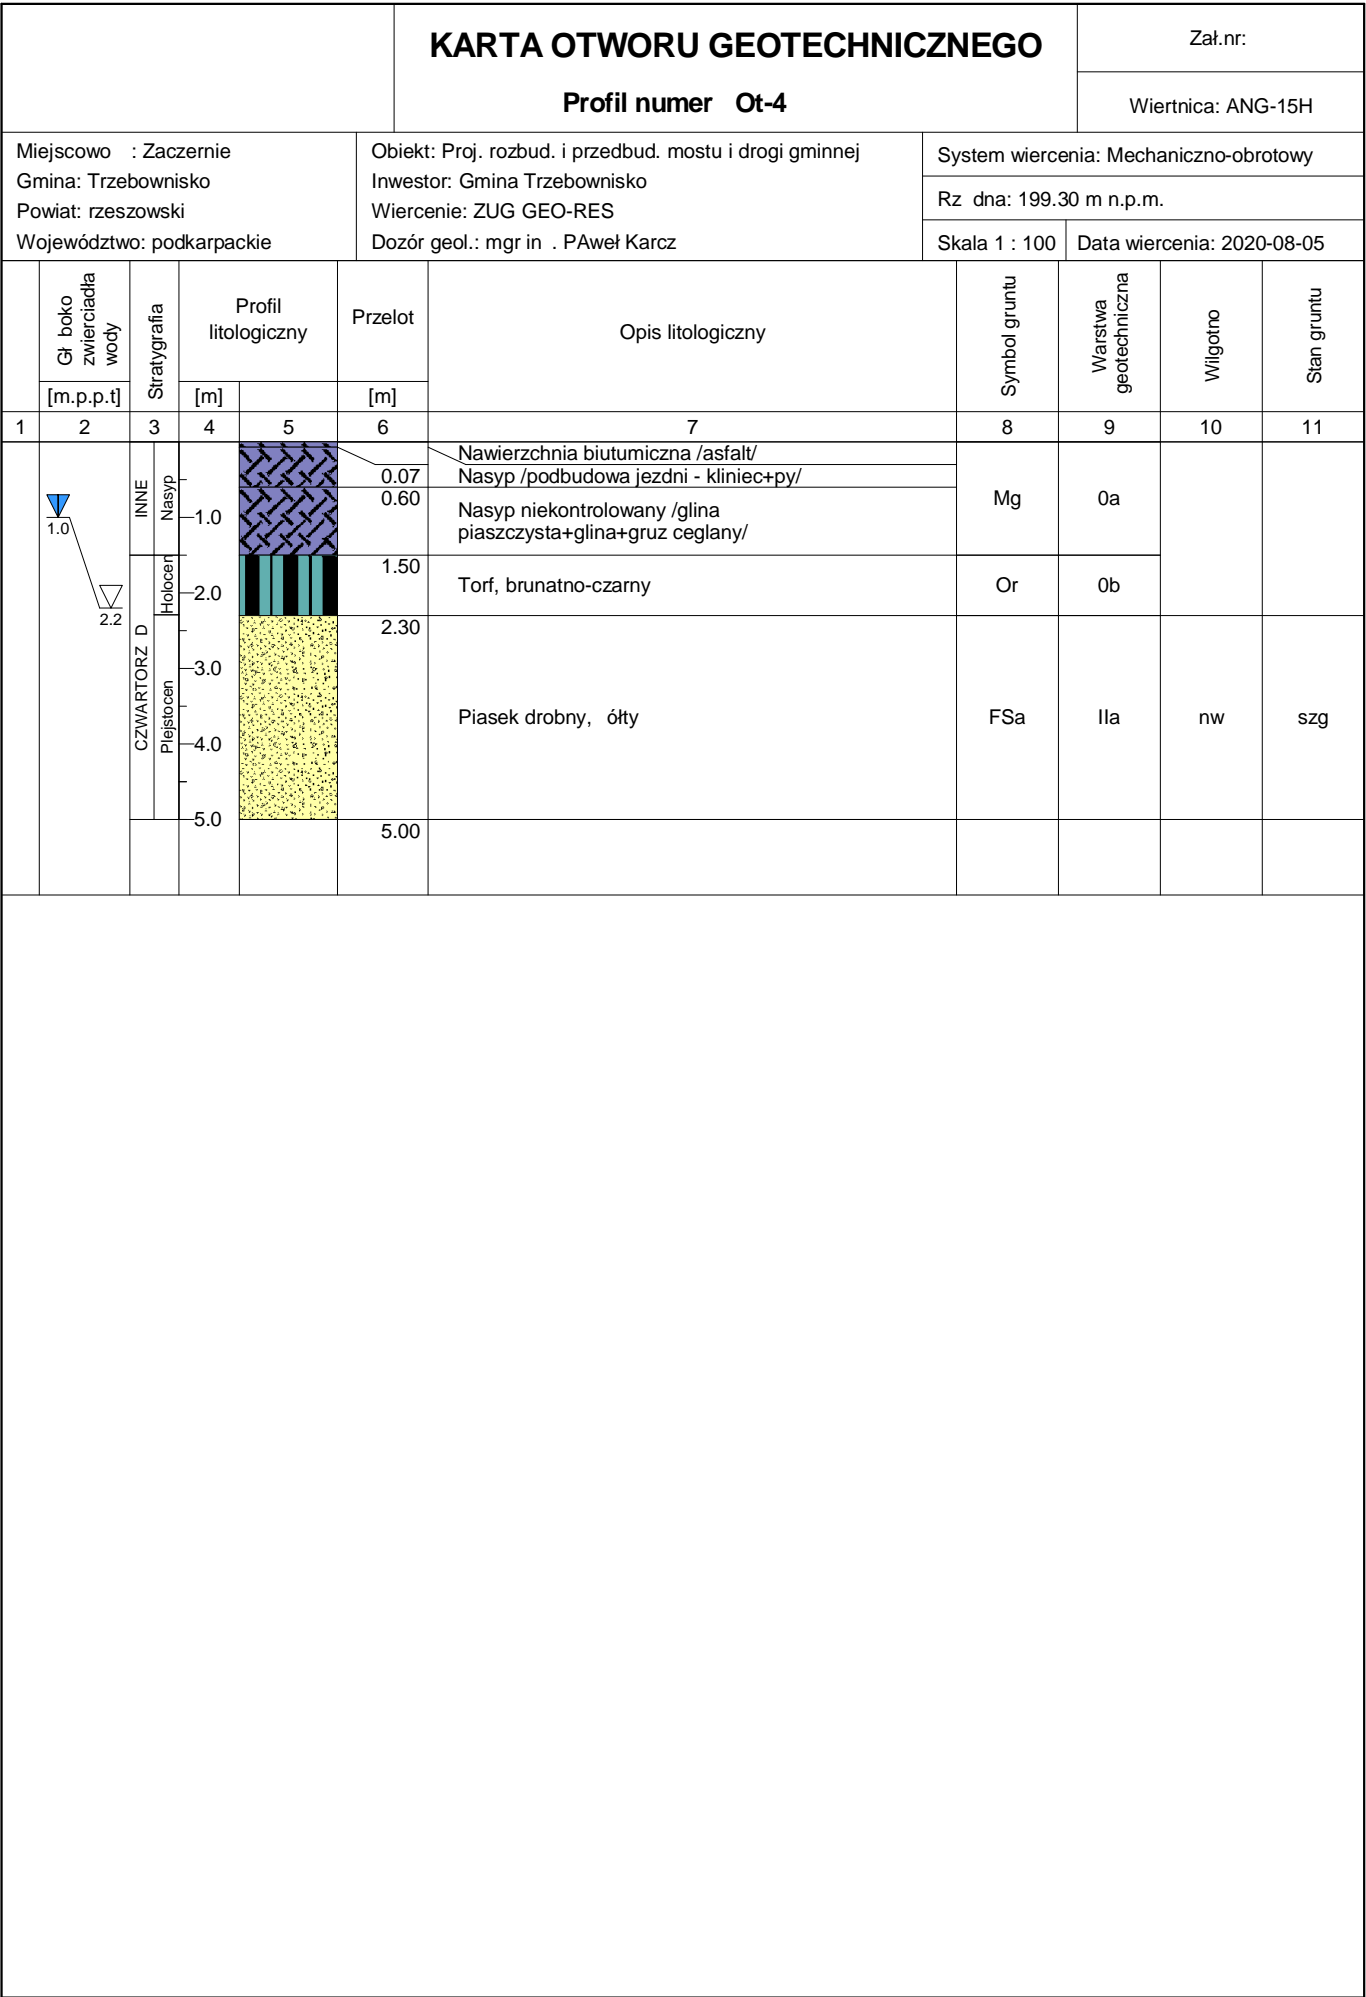 KARTA OTWORU GEOTECHNICZNEGO
Profil numer Ot-4
Zał.nr:
Wiertnica: ANG-15H
Miejscowo : Zaczernie
Gmina: Trzebownisko
Powiat: rzeszowski
Województwo: podkarpackie
Obiekt: Proj. rozbud. i przedbud. mostu i drogi gminnej
Inwestor: Gmina Trzebownisko
Wiercenie: ZUG GEO-RES
Dozór geol.: mgr in . PAweł Karcz
System wiercenia: Mechaniczno-obrotowy
Rz dna: 199.30 m n.p.m.
Skala 1 : 100
Data wiercenia: 2020-08-05
Gł boko
zwierciadła
wody
[m.p.p.t]
Stratygrafia
Profil
litologiczny
[m]
Przelot
[m]
Opis litologiczny
Symbol gruntu
Warstwa
geotechniczna
Wilgotno
Stan gruntu
1 2 3 4 5 6 7 8 9 10 11
1.0
2.2
INNE
Nasyp
CZWARTORZ D
Holocen
Plejstocen
1.0
2.0
3.0
4.0
5.0
Nawierzchnia biutumiczna /asfalt/
0.07 Nasyp /podbudowa jezdni - kliniec+py/
0.60 Nasyp niekontrolowany /glina
piaszczysta+glina+gruz ceglany/
Mg 0a
1.50 Torf, brunatno-czarny Or 0b
2.30 Piasek drobny, ółty FSa IIa nw szg
5.00